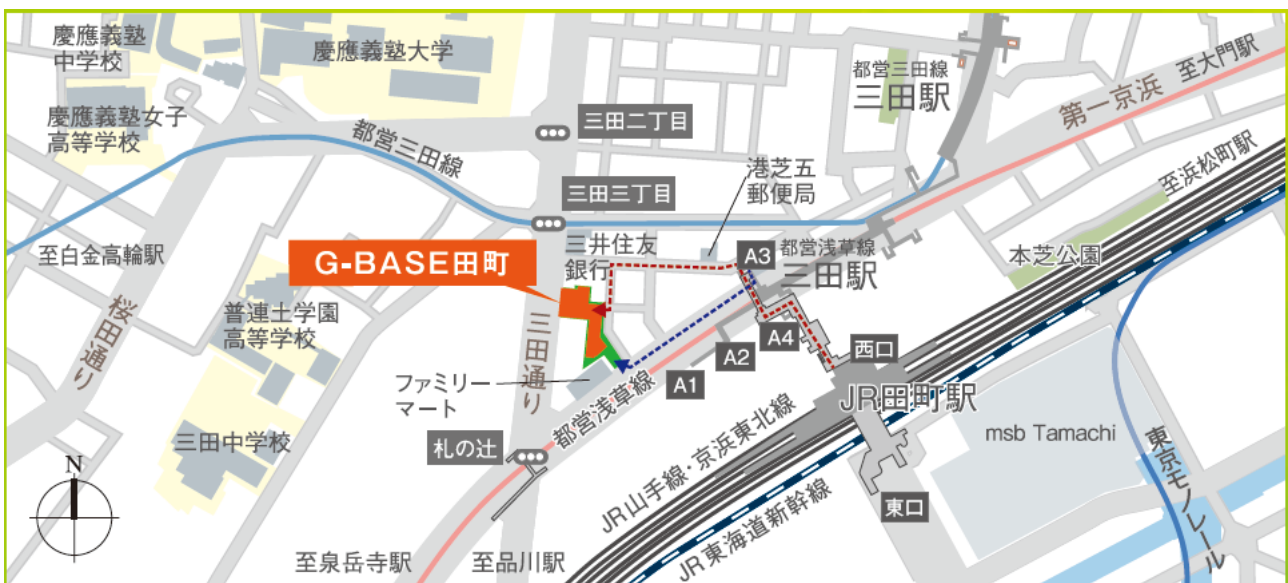 慶應義塾
中学校
慶應義塾大学
慶應義塾女子
高等学校
都営三田線
三田二丁目
三田三丁目
都営三田線
三田駅
第一京浜
至大門駅
至浜松町駅
港芝五
郵便局
至白金高輪駅
G-BASE田町
三井住友
銀行
A3
都営浅草線
三田駅
本芝公園
桜田通り
普連土学園
高等学校
三田通り
ファミリー
マート
A1
A2
A4
西口
JR田町駅
msb Tamachi
三田中学校
札の辻
都営浅草線
JR山手線・京浜東北線
JR東海道新幹線
東口
東京モノレール
N
至泉岳寺駅
至品川駅